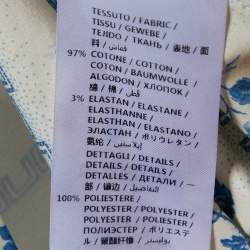 TESSUTO / FABRIC /
TISSU / GEWEBE /
TEJIDO / ТКАНЬ / 表地 / 面
料 / قماش
97% COTONE / COTTON /
COTON / BAUMWOLLE /
ALGODON / ХЛОПОК /
綿 / 棉 / قطن
3% ELASTAN / ELASTANE /
ELASTHANNE /
ELASTHAN / ELASTANO /
ЭЛАСТАН / ポリウレタン /
氨纶 / إيلاستين
DETTAGLI / DETAILS /
DETAILS / DETAILS /
DETALLES / ДЕТАЛИ / 一
部 / 镶边 / التفاصيل
100% POLIESTERE /
POLYESTER / POLYESTER /
POLYESTER / POLIESTER /
ПОЛИЭСТЕР / ポリエステ
ル / 聚酯纤维 / بوليستر